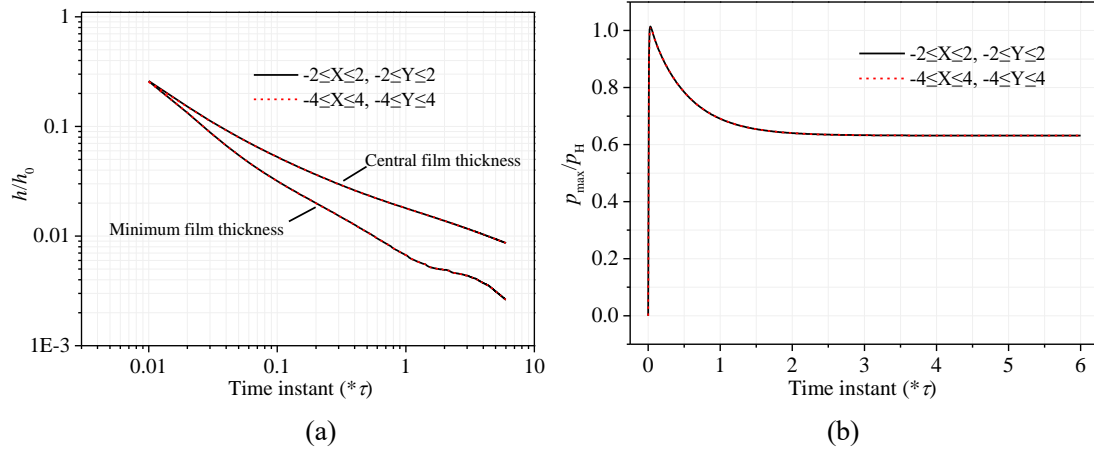 1
0.1
0.01
1E-3
h/h₀
-2≤X≤2, -2≤Y≤2
-4≤X≤4, -4≤Y≤4
Central film thickness
Minimum film thickness
0.01
0.1
1
10
Time instant (*τ)
(a)
1.0
0.8
0.6
0.4
0.2
0.0
p_max/p_H
-2≤X≤2, -2≤Y≤2
-4≤X≤4, -4≤Y≤4
0
1
2
3
4
5
6
Time instant (*τ)
(b)